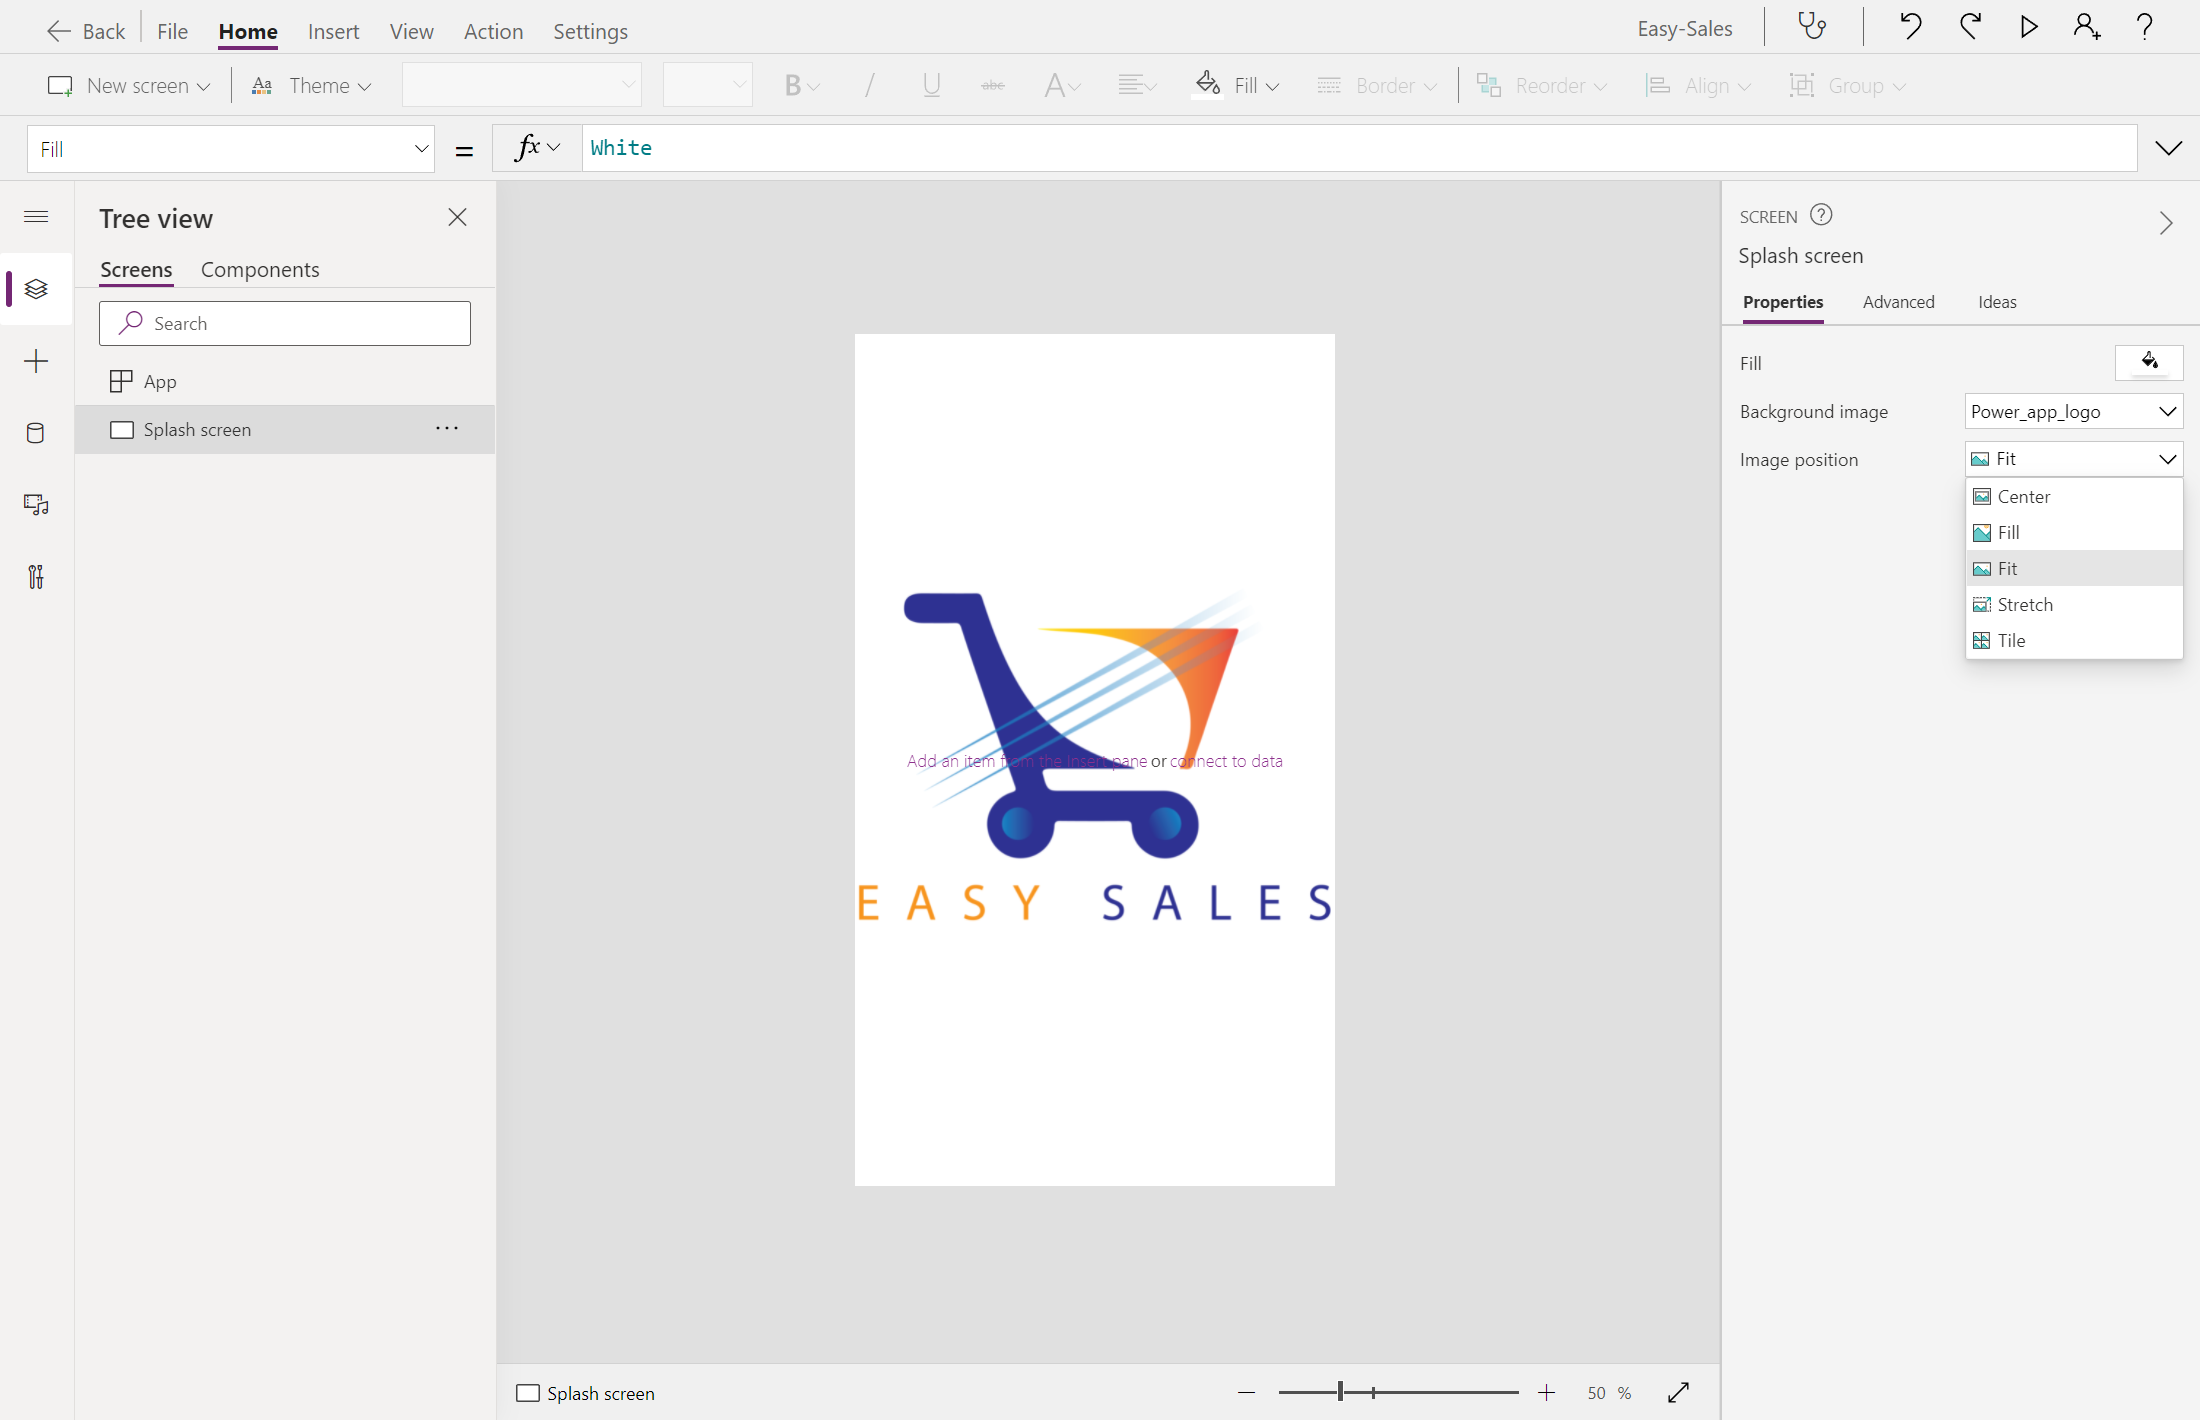 Back File Home Insert View Action Settings Easy-Sales
New screen Aa Theme B / U abc A Fill Border Reorder Align Group
Fill = fx White
Tree view
Screens Components
Search
App
Splash screen
SCREEN
Splash screen
Properties Advanced Ideas
Fill
Background image Power_app_logo
Image position Fit
Center
Fill
Fit
Stretch
Tile
Add an item from the Insert pane or connect to data
EASY SALES
Splash screen 50 %